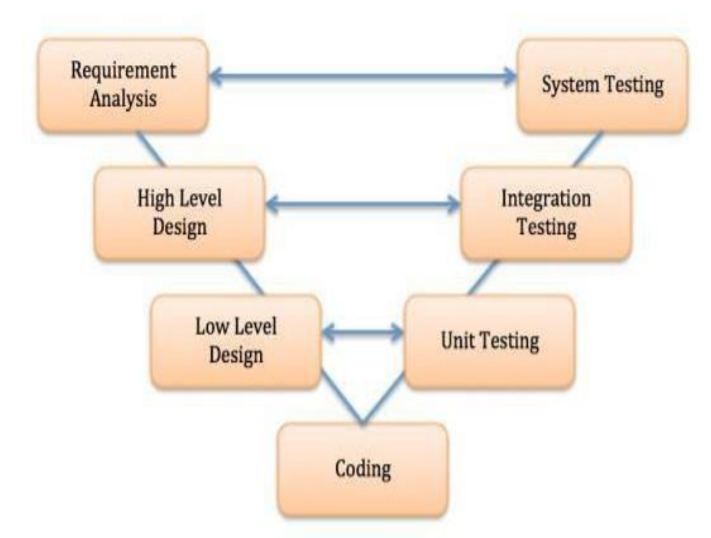 Requirement
Analysis
System Testing
High Level
Design
Integration
Testing
Low Level
Design
Unit Testing
Coding